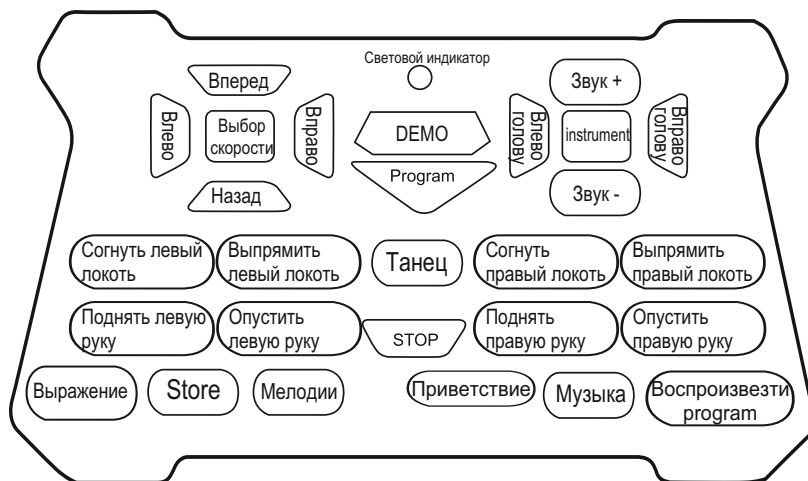 Световой индикатор
Вперед
Звук +
Влево
Выбор
скорости
Вправо
DEMO
Влево
голову
instrument
Вправо
голову
Program
Назад
Звук -
Согнуть левый
локоть
Выпрямить
левый локоть
Танец
Согнуть
правый локоть
Выпрямить
правый локоть
Поднять левую
руку
Опустить
левую руку
STOP
Поднять
правую руку
Опустить
правую руку
Выражение
Store
Мелодии
Приветствие
Музыка
Воспроизвезти
program